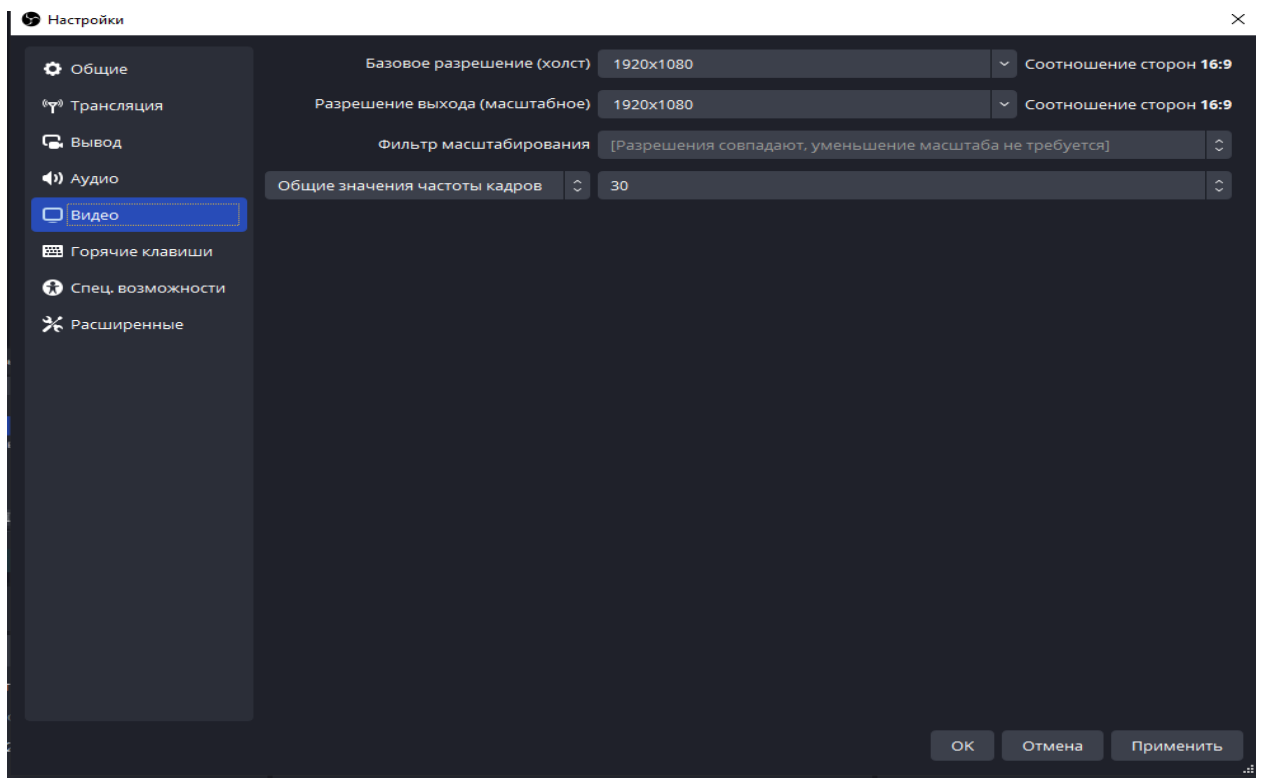 Настройки
Общие
Трансляция
Вывод
Аудио
Видео
Горячие клавиши
Спец. возможности
Расширенные
Базовое разрешение (холст) 1920x1080 Соотношение сторон 16:9
Разрешение выхода (масштабное) 1920x1080 Соотношение сторон 16:9
Фильтр масштабирования [Разрешения совпадают, уменьшение масштаба не требуется]
Общие значения частоты кадров 30
OK Отмена Применить